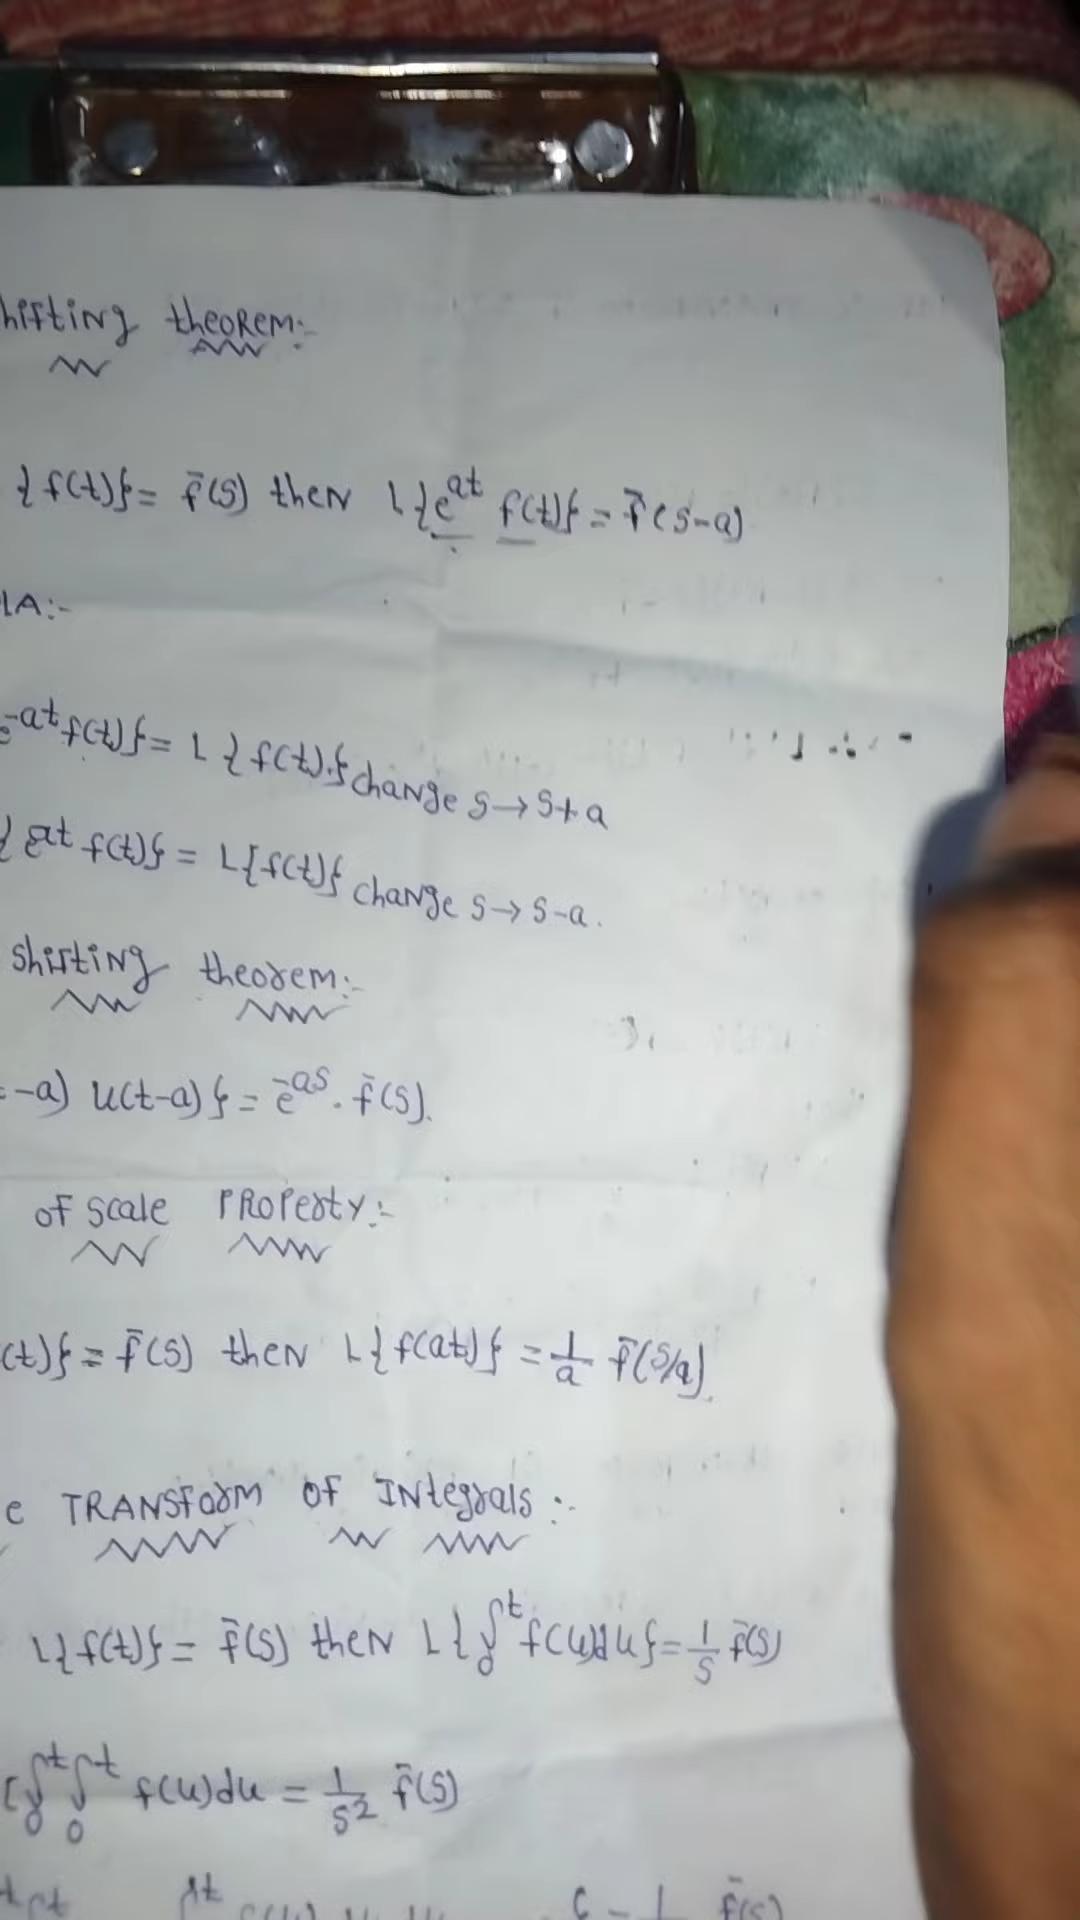 hifting theorem:-
{f(t)} = f̄(s) then L{e^at f(t)} = f̄(s-a)
LA:-
e^-at f(t)} = L{f(t)} change s→s+a
{e^at f(t)} = L{f(t)} change s→s-a.
shifting theorem:-
-a) u(t-a)} = e^-as. f̄(s).
of scale PROPerty:-
(t)} = f̄(s) then L{f(at)} = 1/a f̄(s/a).
e TRANSForm OF INtegrals:-
L{f(t)} = f̄(s) then L{∫₀^t f(u)du} = 1/s f̄(s)
[∫₀^t ∫₀^t f(u)du = 1/s² f̄(s)
f̄(s)